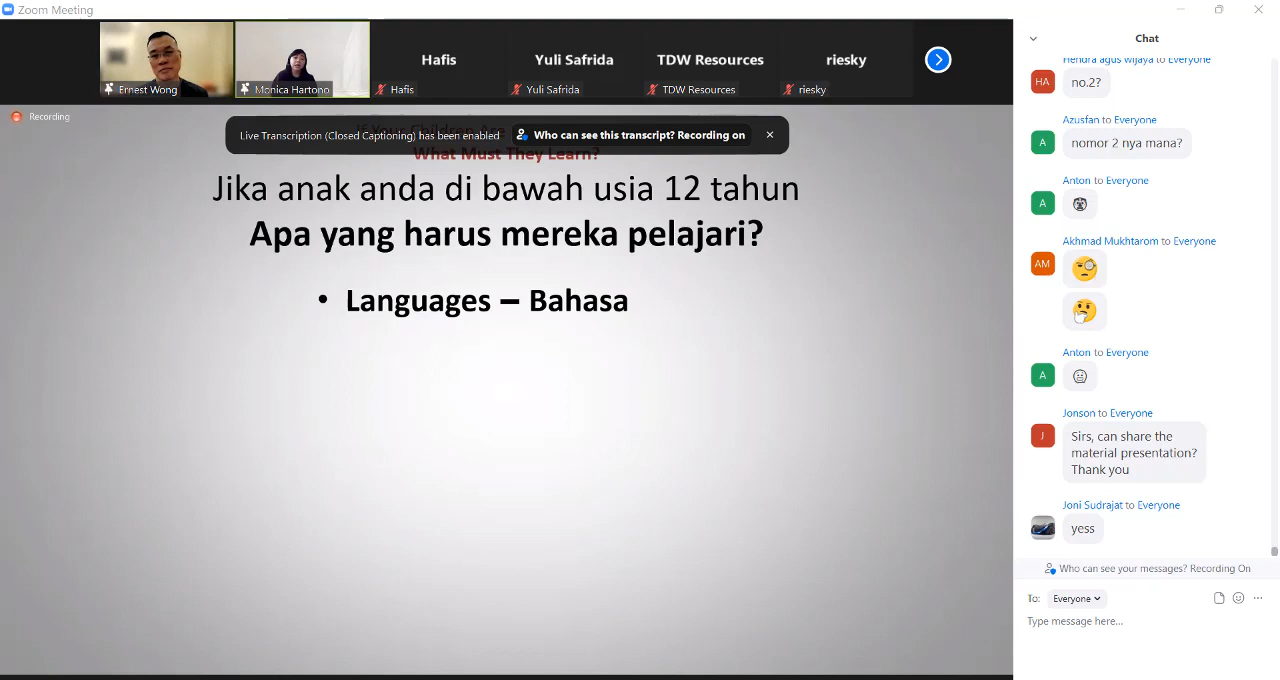 Zoom Meeting
Ernest Wong
Monica Hartono
Hafis
Hafis
Yuli Safrida
Yuli Safrida
TDW Resources
TDW Resources
riesky
riesky
Recording
Live Transcription (Closed Captioning) has been enabled
Who can see this transcript? Recording on
What Must They Learn?
Jika anak anda di bawah usia 12 tahun
Apa yang harus mereka pelajari?
• Languages – Bahasa
Chat
Hendra agus wijaya to Everyone
HA
no.2?
Azusfan to Everyone
A
nomor 2 nya mana?
Anton to Everyone
A
Akhmad Mukhtarom to Everyone
AM
Anton to Everyone
A
Jonson to Everyone
J
Sirs, can share the
material presentation?
Thank you
Joni Sudrajat to Everyone
yess
Who can see your messages? Recording On
To: Everyone
Type message here...